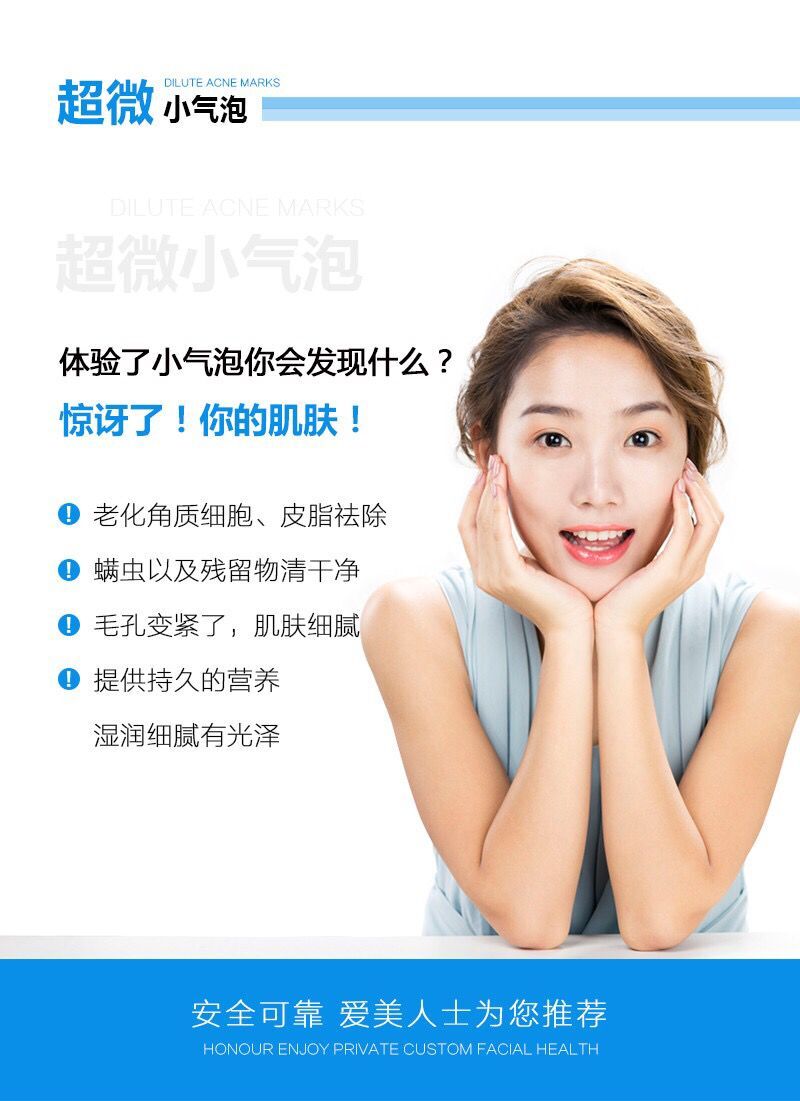 超微
DILUTE ACNE MARKS
小气泡
DILUTE ACNE MARKS
超微小气泡
体验了小气泡你会发现什么？
惊讶了！你的肌肤！
老化角质细胞、皮脂祛除
螨虫以及残留物清干净
毛孔变紧了，肌肤细腻
提供持久的营养
湿润细腻有光泽
安全可靠 爱美人士为您推荐
HONOUR ENJOY PRIVATE CUSTOM FACIAL HEALTH